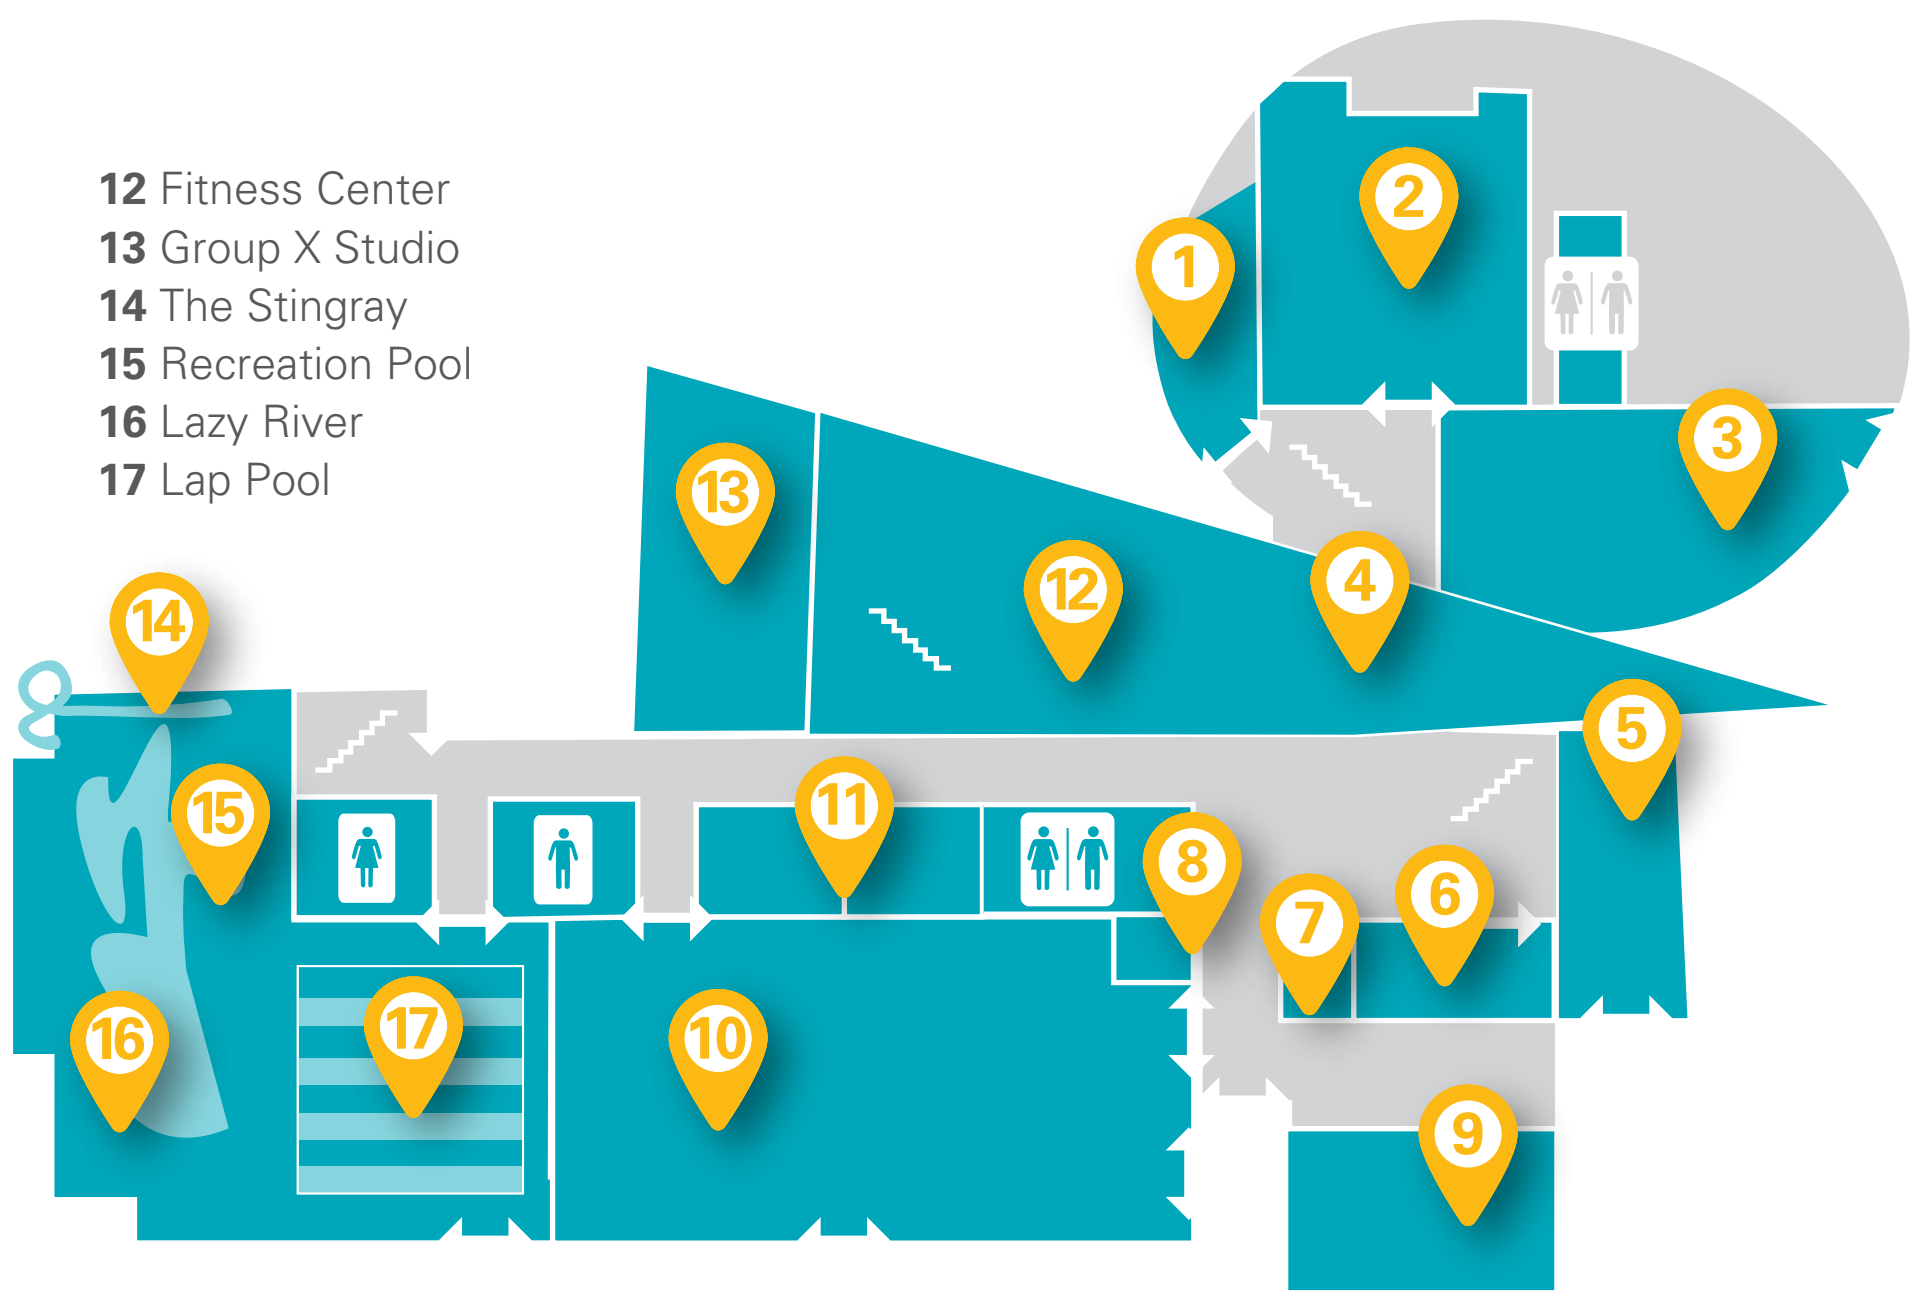 12 Fitness Center
13 Group X Studio
14 The Stingray
15 Recreation Pool
16 Lazy River
17 Lap Pool
2
1
3
13
4
12
14
5
11
15
8
6
7
17
10
16
9